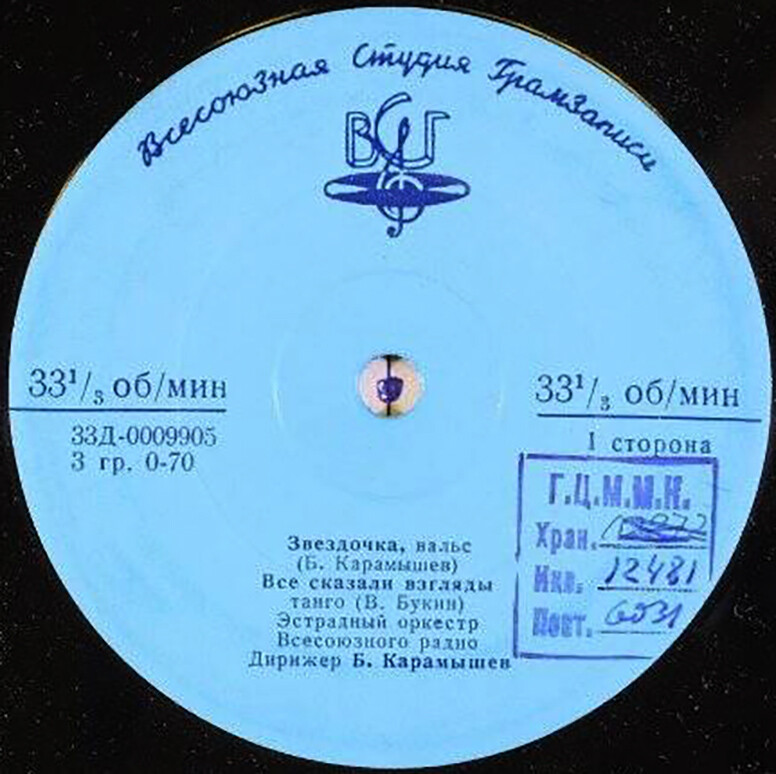 Всесоюзная Студия Грамзаписи
ВСГ
33¹/₃ об/мин
33Д-0009905
3 гр. 0-70
33¹/₃ об/мин
I сторона
Г.Ц.М.М.К.
Хран.
Инв. 12481
Пост. 6031
Звездочка, вальс
(Б. Карамышев)
Все сказали взгляды
танго (В. Букин)
Эстрадный оркестр
Всесоюзного радио
Дирижер Б. Карамышев